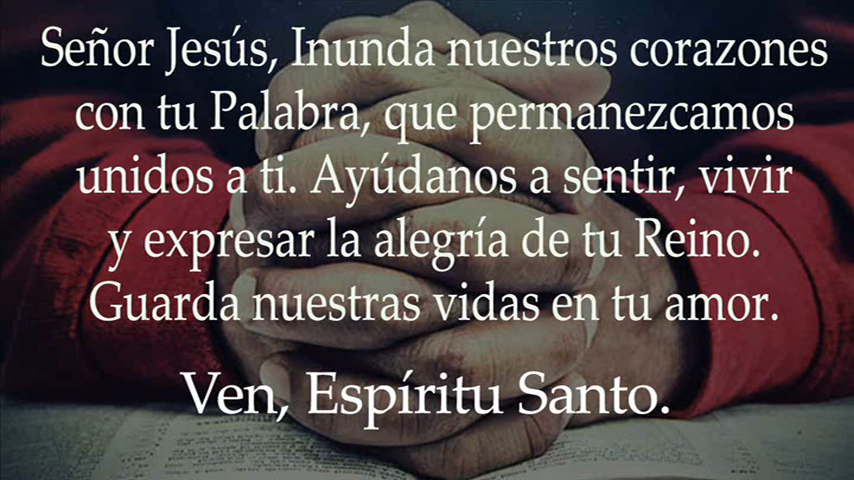 Señor Jesús, Inunda nuestros corazones
con tu Palabra, que permanezcamos
unidos a ti. Ayúdanos a sentir, vivir
y expresar la alegría de tu Reino.
Guarda nuestras vidas en tu amor.
Ven, Espíritu Santo.